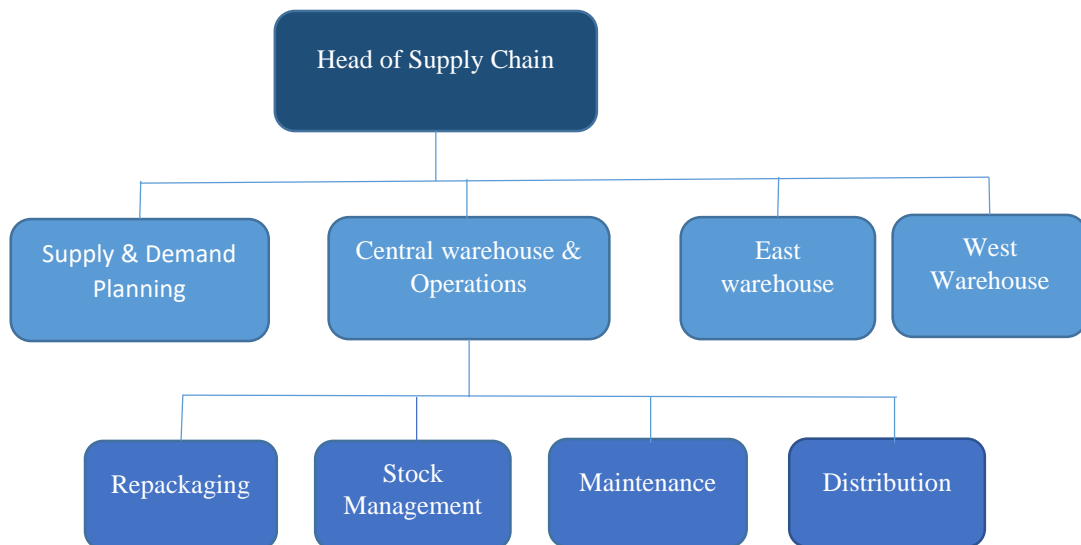 Head of Supply Chain
Supply & Demand
Planning
Central warehouse &
Operations
East
warehouse
West
Warehouse
Repackaging
Stock
Management
Maintenance
Distribution